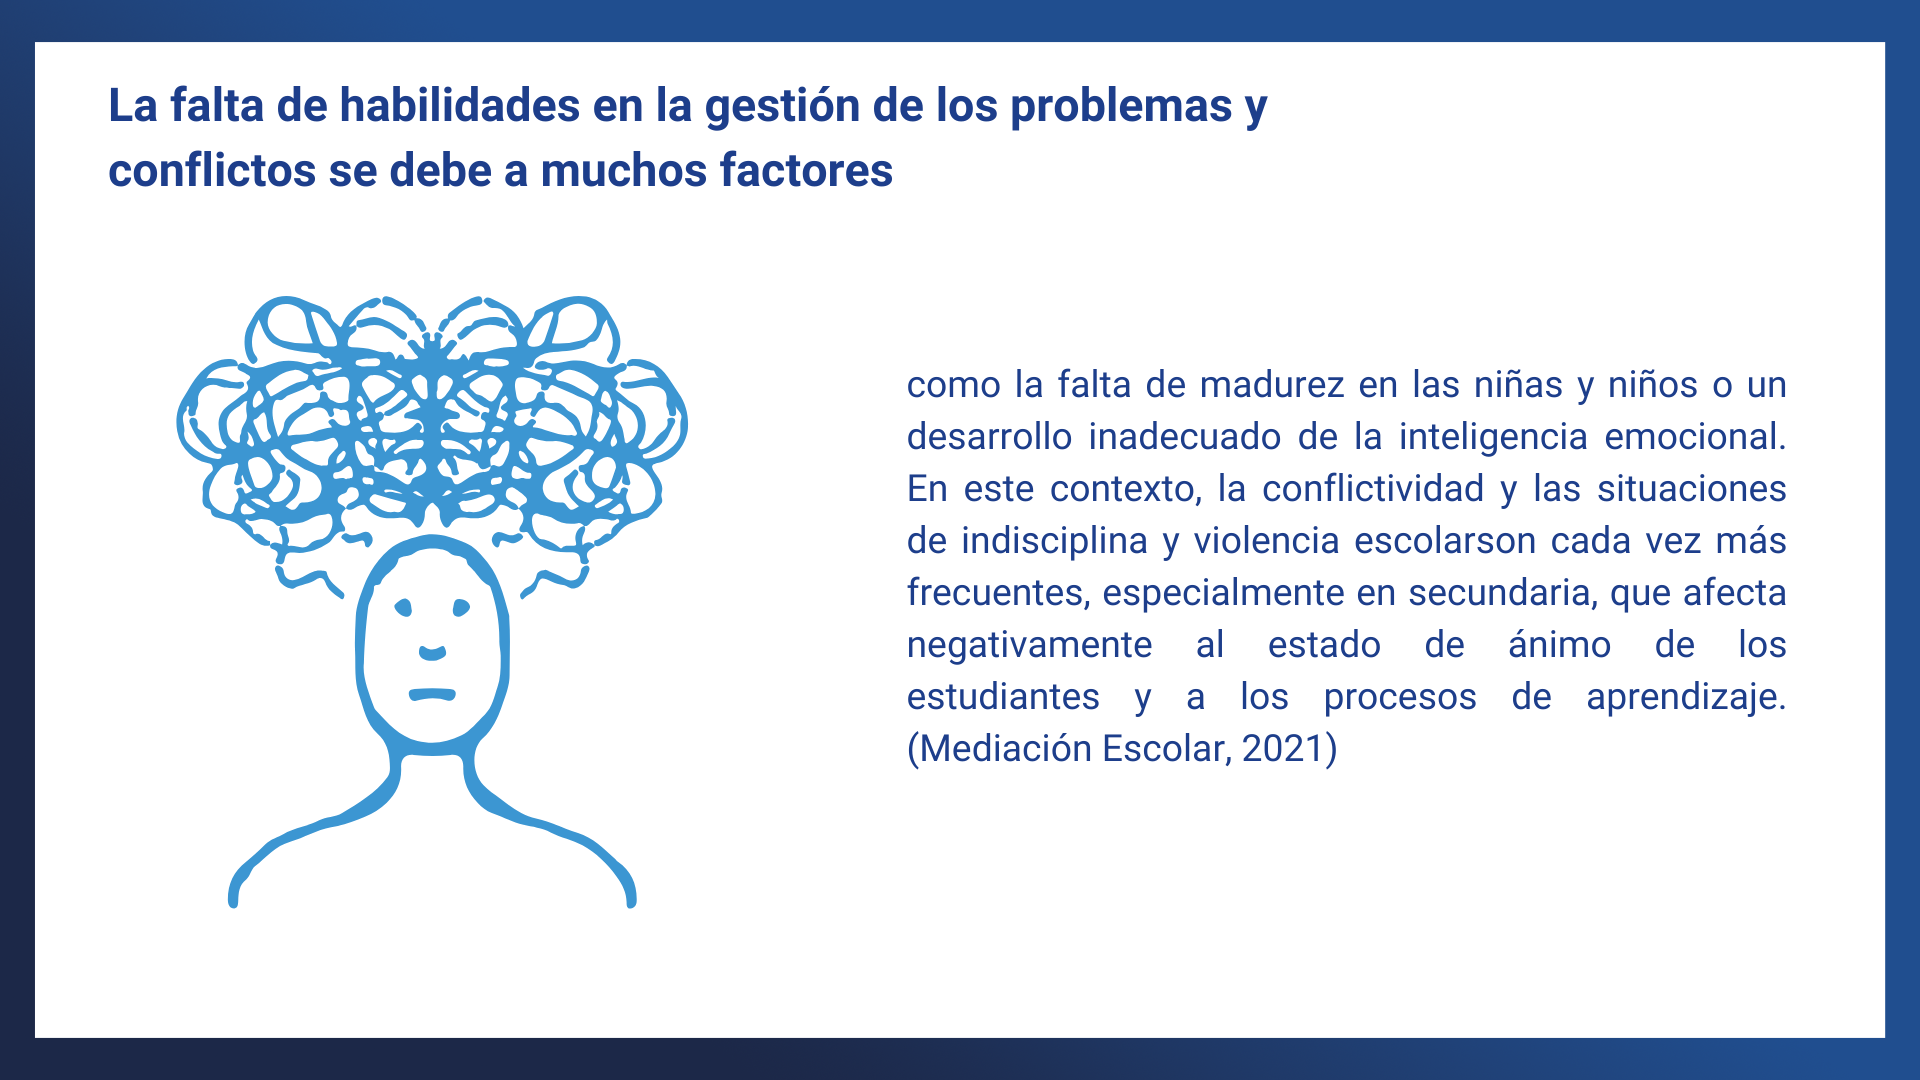 La falta de habilidades en la gestión de los problemas y
conflictos se debe a muchos factores
como la falta de madurez en las niñas y niños o un
desarrollo inadecuado de la inteligencia emocional.
En este contexto, la conflictividad y las situaciones
de indisciplina y violencia escolarson cada vez más
frecuentes, especialmente en secundaria, que afecta
negativamente al estado de ánimo de los
estudiantes y a los procesos de aprendizaje.
(Mediación Escolar, 2021)